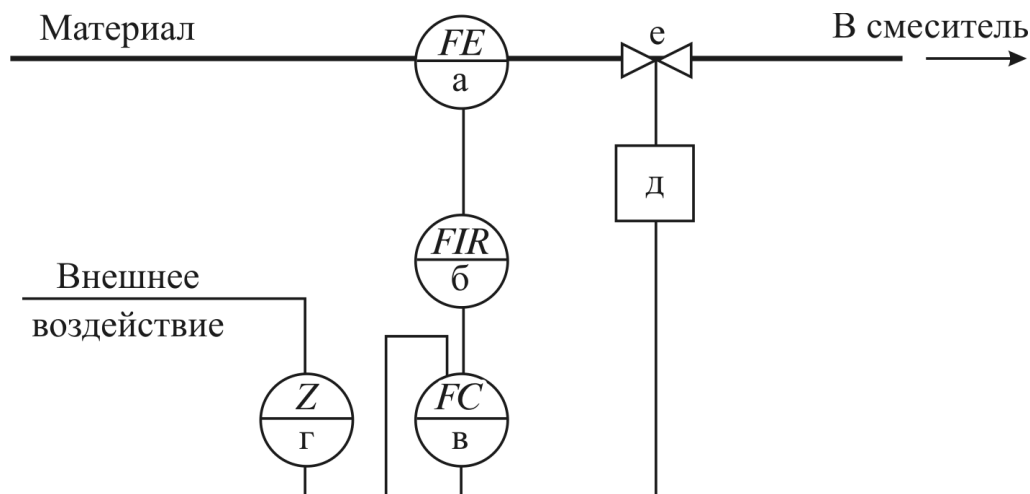 Материал
FE
а
е
В смеситель
д
FIR
б
Внешнее
воздействие
Z
г
FC
в